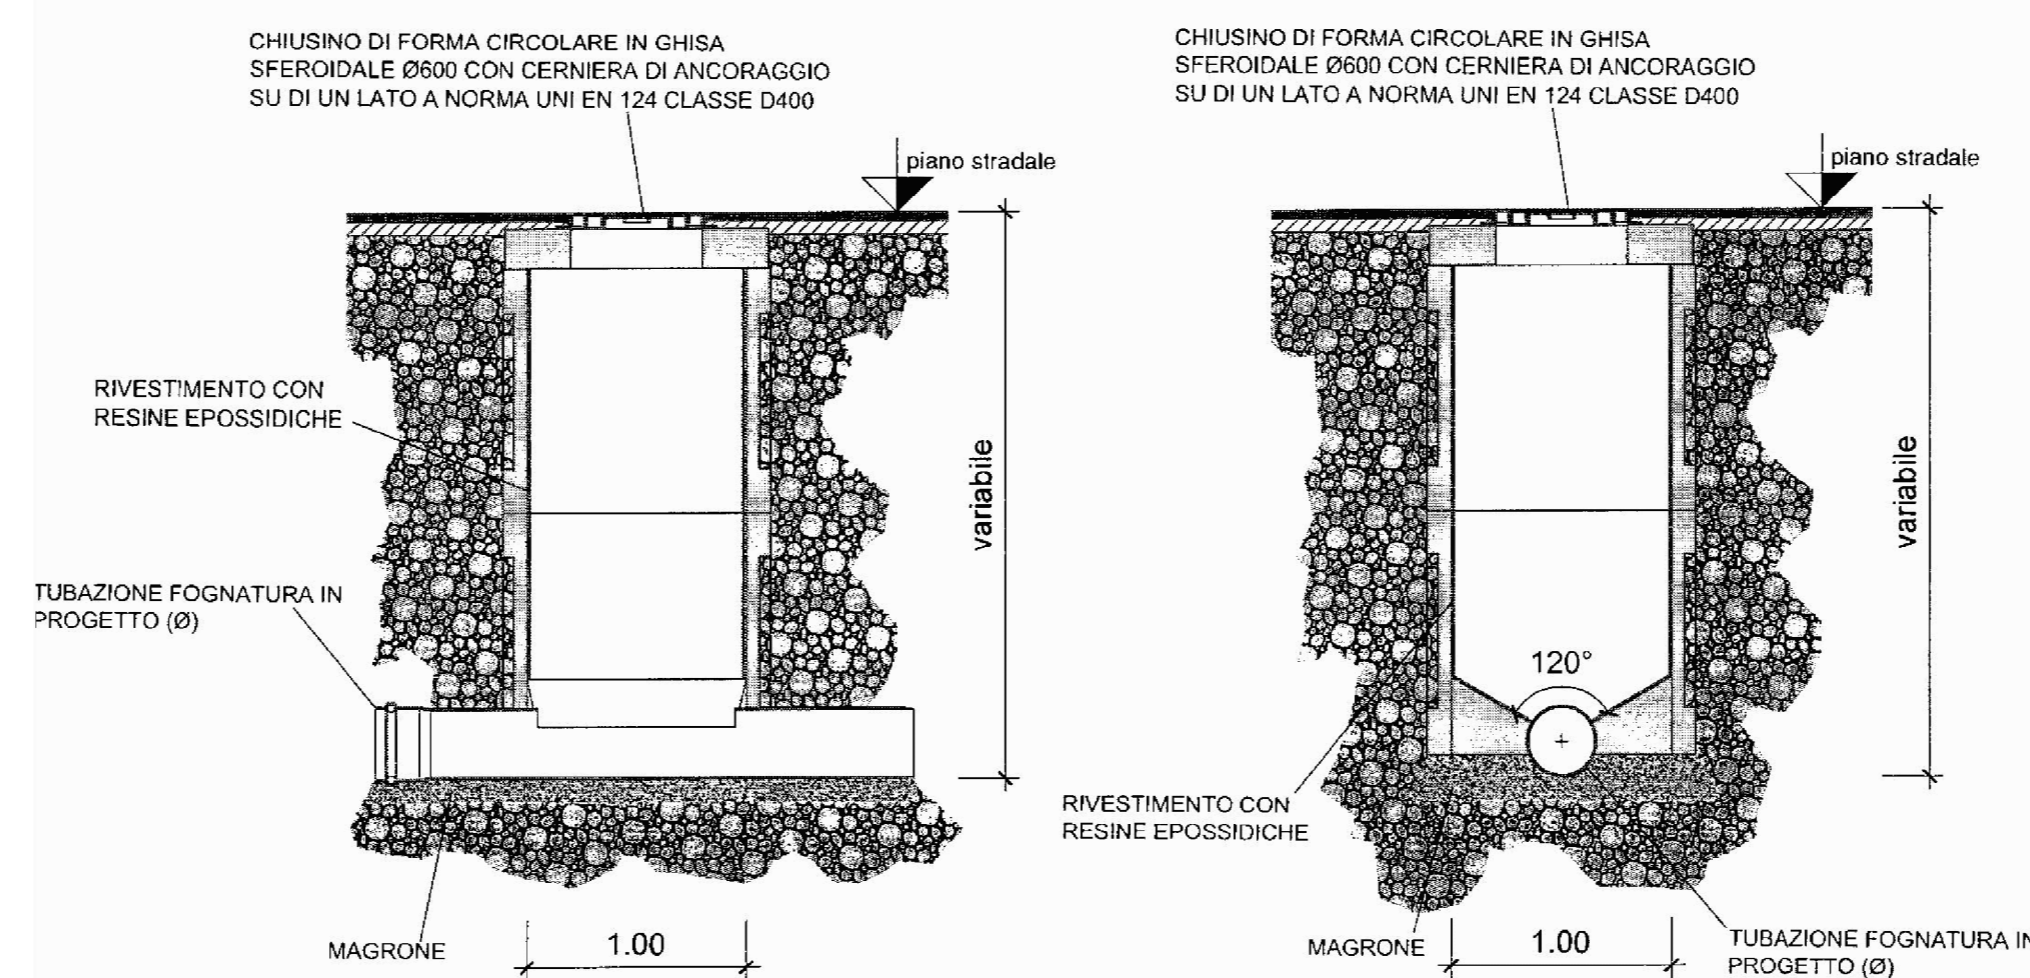 CHIUSINO DI FORMA CIRCOLARE IN GHISA
SFEROIDALE Ø600 CON CERNIERA DI ANCORAGGIO
SU DI UN LATO A NORMA UNI EN 124 CLASSE D400
piano stradale
RIVESTIMENTO CON
RESINE EPOSSIDICHE
variabile
TUBAZIONE FOGNATURA IN
PROGETTO (Ø)
MAGRONE
1.00
CHIUSINO DI FORMA CIRCOLARE IN GHISA
SFEROIDALE Ø600 CON CERNIERA DI ANCORAGGIO
SU DI UN LATO A NORMA UNI EN 124 CLASSE D400
piano stradale
variabile
120°
RIVESTIMENTO CON
RESINE EPOSSIDICHE
MAGRONE
1.00
TUBAZIONE FOGNATURA IN
PROGETTO (Ø)